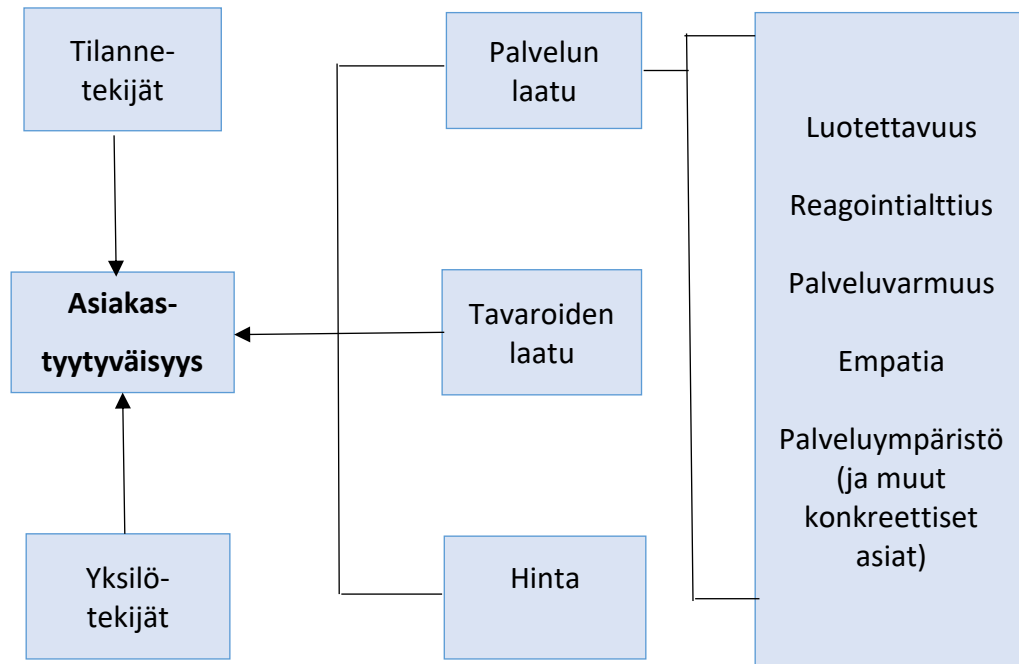 Tilanne-
tekijät
Asiakas-
tyytyväisyys
Yksilö-
tekijät
Palvelun
laatu
Tavaroiden
laatu
Hinta
Luotettavuus
Reagointialttius
Palveluvarmuus
Empatia
Palveluympäristö
(ja muut
konkreettiset
asiat)